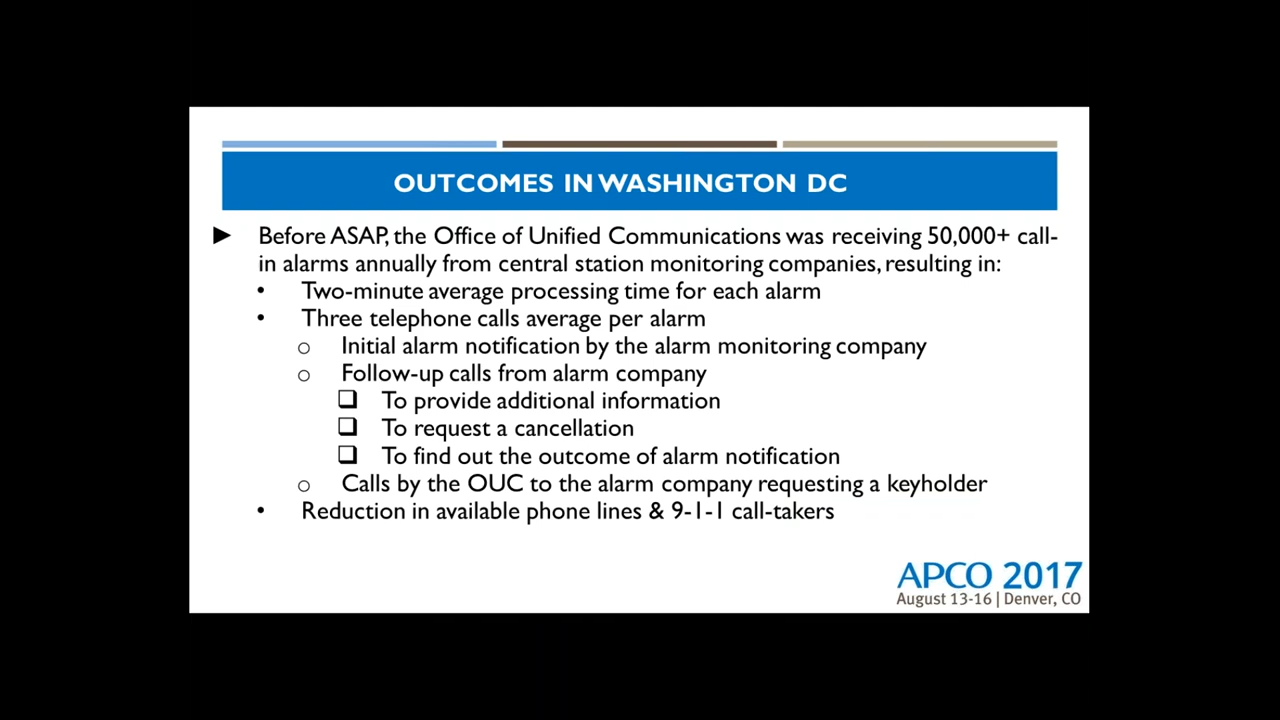 OUTCOMES IN WASHINGTON DC
► Before ASAP, the Office of Unified Communications was receiving 50,000+ call-
in alarms annually from central station monitoring companies, resulting in:
• Two-minute average processing time for each alarm
• Three telephone calls average per alarm
o Initial alarm notification by the alarm monitoring company
o Follow-up calls from alarm company
❑ To provide additional information
❑ To request a cancellation
❑ To find out the outcome of alarm notification
o Calls by the OUC to the alarm company requesting a keyholder
• Reduction in available phone lines & 9-1-1 call-takers
APCO 2017
August 13-16 | Denver, CO